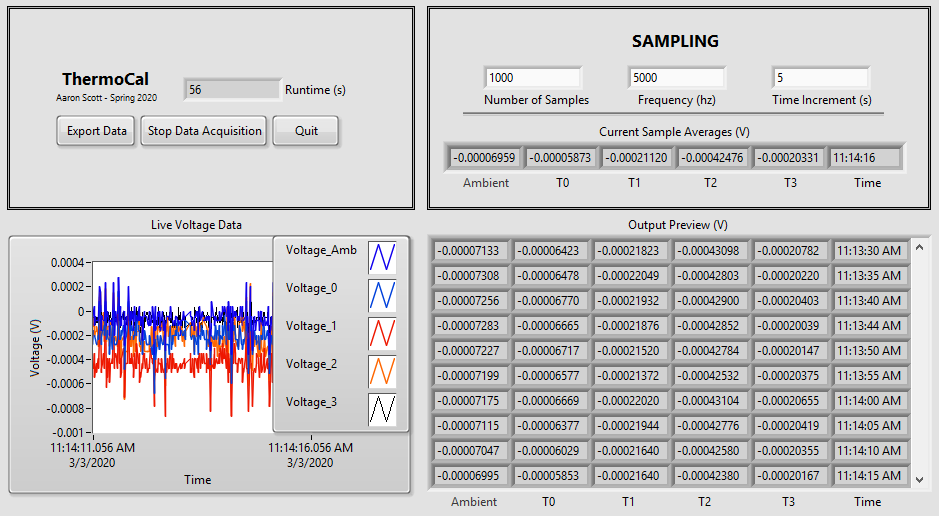 ThermoCal
Aaron Scott - Spring 2020
56 Runtime (s)
Export Data Stop Data Acquisition Quit
SAMPLING
1000 5000 5
Number of Samples Frequency (hz) Time Increment (s)
Current Sample Averages (V)
-0.00006959 -0.00005873 -0.00021120 -0.00042476 -0.00020331 11:14:16
Ambient T0 T1 T2 T3 Time
Live Voltage Data
Voltage_Amb
Voltage_0
Voltage_1
Voltage_2
Voltage_3
Voltage (V)
0.0004
0.0002
0
-0.0002
-0.0004
-0.0006
-0.0008
-0.001
11:14:11.056 AM 11:14:16.056 AM
3/3/2020 3/3/2020
Time
Output Preview (V)
-0.00007133 -0.00006423 -0.00021823 -0.00043098 -0.00020782 11:13:30 AM
-0.00007308 -0.00006478 -0.00022049 -0.00042803 -0.00020220 11:13:35 AM
-0.00007256 -0.00006770 -0.00021932 -0.00042900 -0.00020403 11:13:40 AM
-0.00007283 -0.00006665 -0.00021876 -0.00042852 -0.00020039 11:13:44 AM
-0.00007227 -0.00006717 -0.00021520 -0.00042784 -0.00020147 11:13:50 AM
-0.00007199 -0.00006577 -0.00021372 -0.00042532 -0.00020375 11:13:55 AM
-0.00007175 -0.00006669 -0.00022020 -0.00043104 -0.00020655 11:14:00 AM
-0.00007115 -0.00006377 -0.00021944 -0.00042776 -0.00020419 11:14:05 AM
-0.00007047 -0.00006029 -0.00021640 -0.00042580 -0.00020355 11:14:10 AM
-0.00006995 -0.00005853 -0.00021640 -0.00042380 -0.00020167 11:14:15 AM
Ambient T0 T1 T2 T3 Time